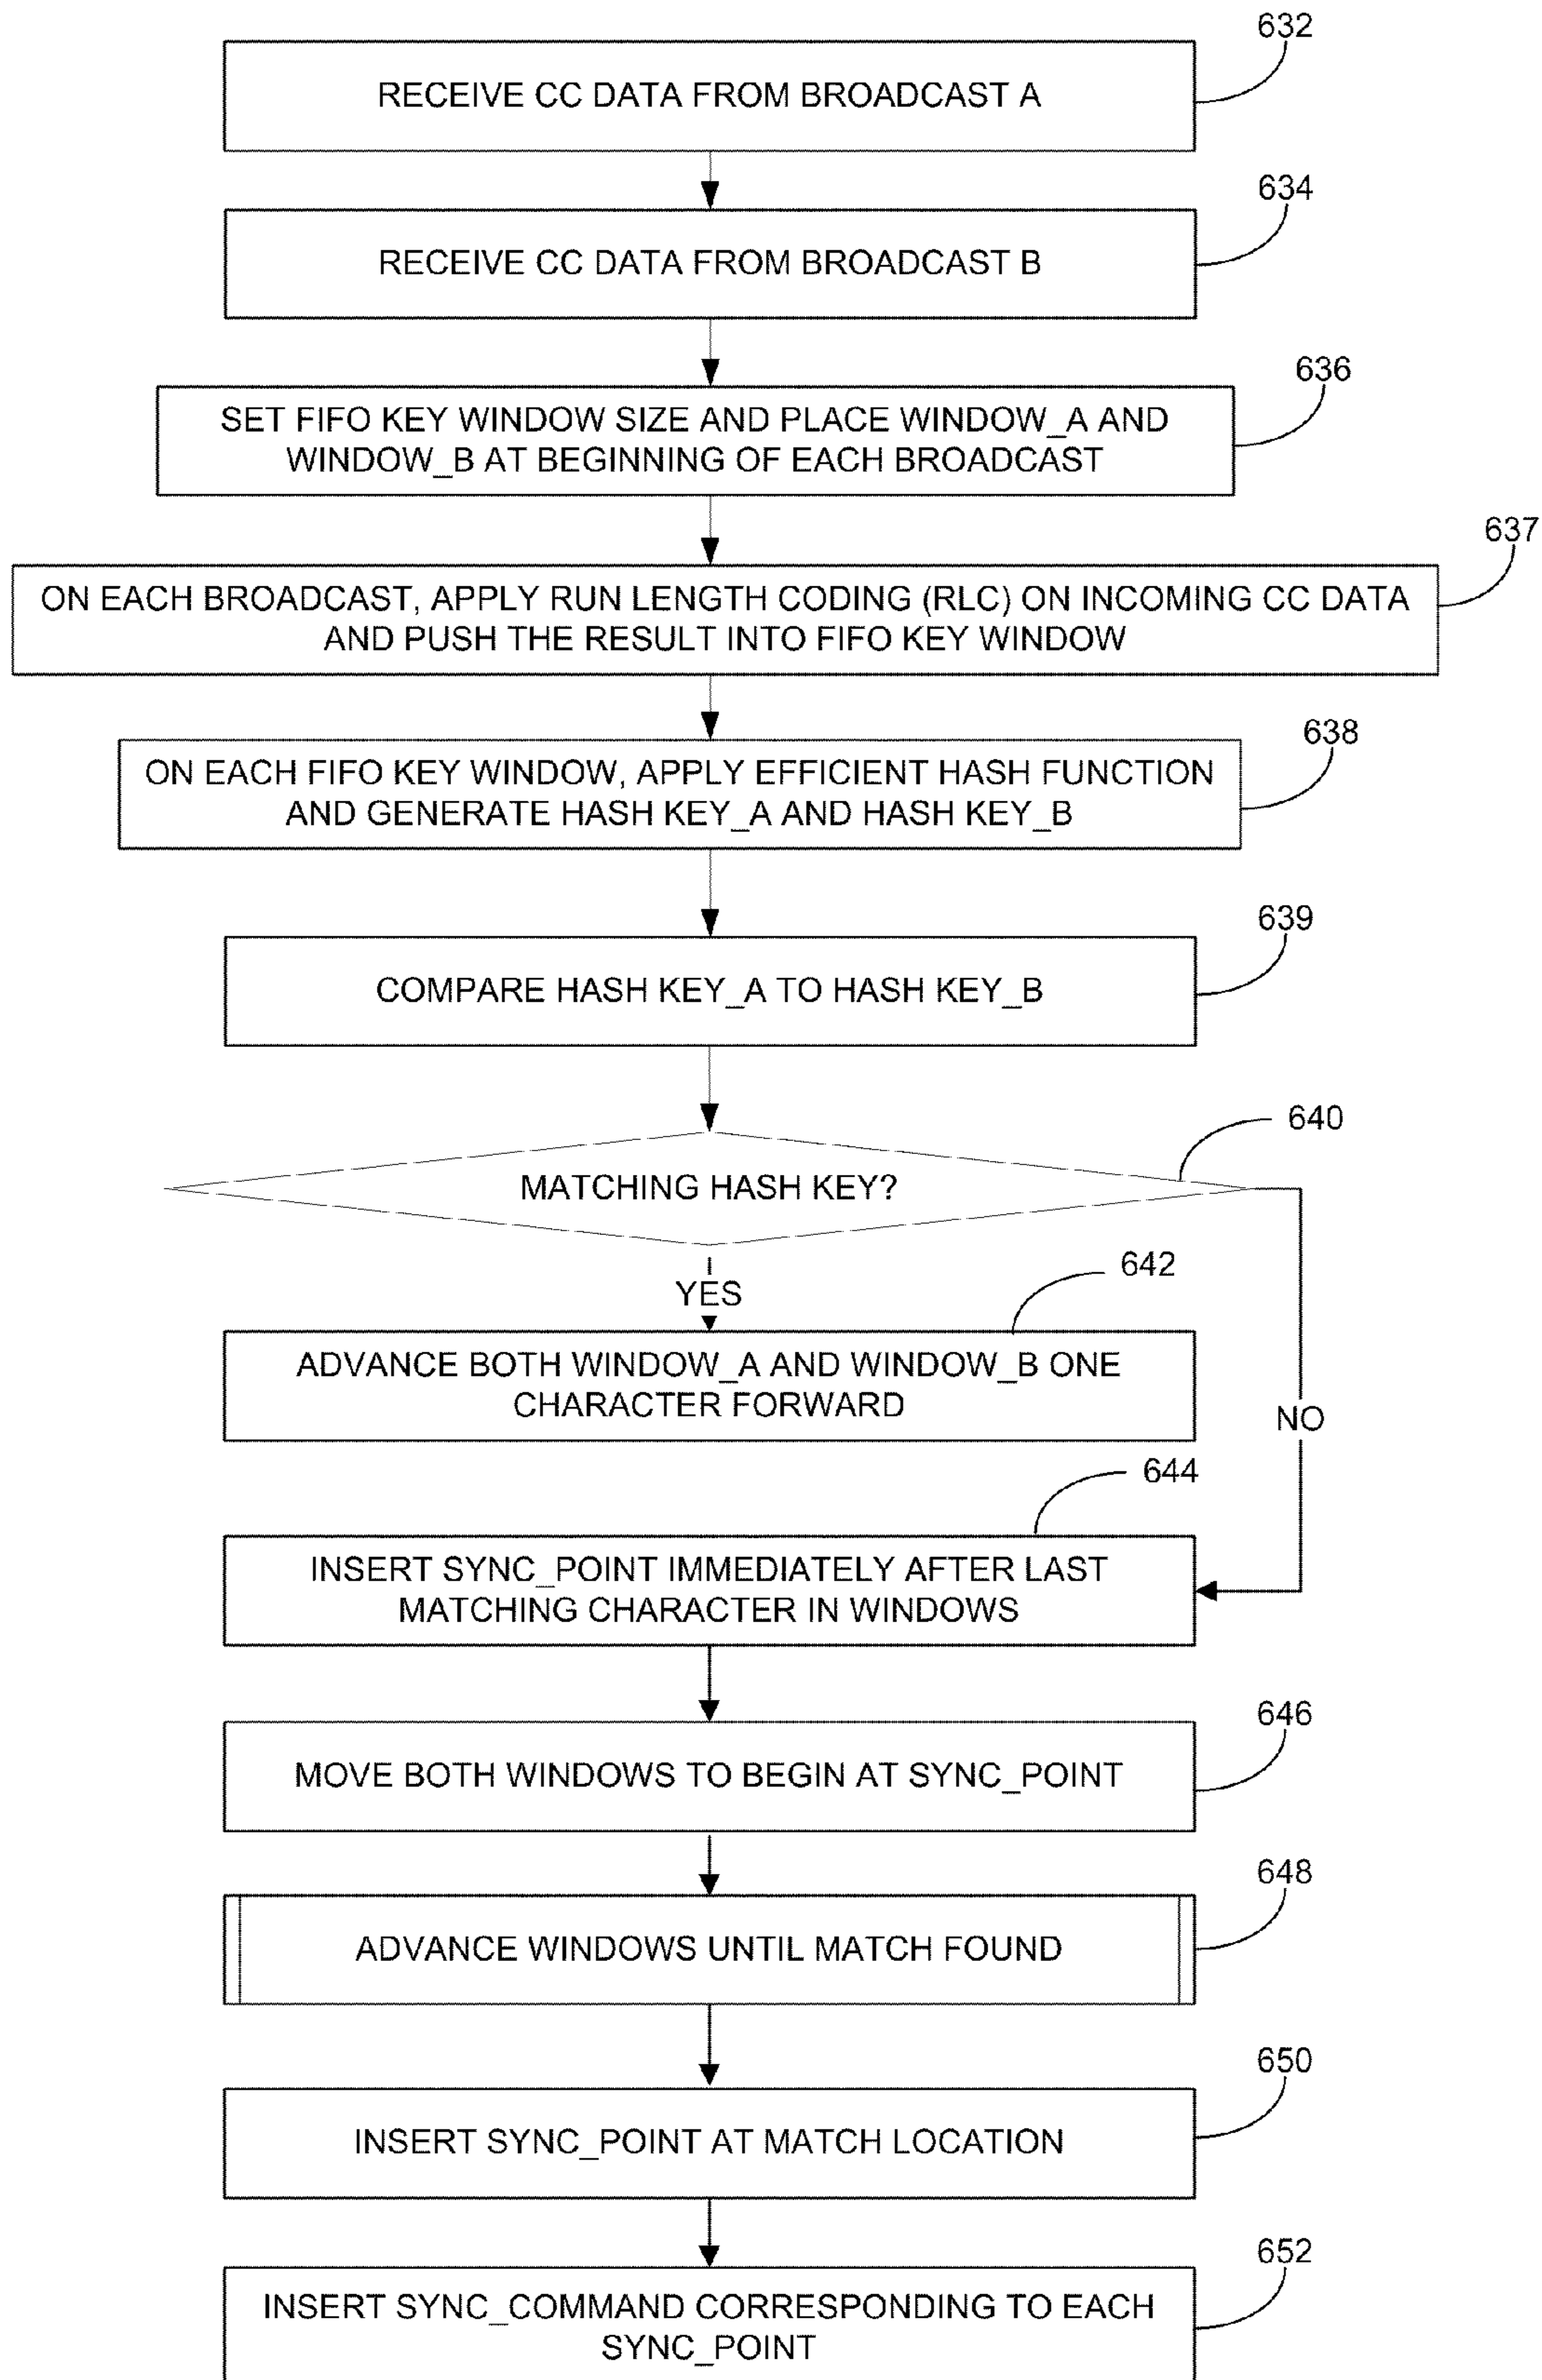 632
RECEIVE CC DATA FROM BROADCAST A
634
RECEIVE CC DATA FROM BROADCAST B
636
SET FIFO KEY WINDOW SIZE AND PLACE WINDOW_A AND
WINDOW_B AT BEGINNING OF EACH BROADCAST
637
ON EACH BROADCAST, APPLY RUN LENGTH CODING (RLC) ON INCOMING CC DATA
AND PUSH THE RESULT INTO FIFO KEY WINDOW
638
ON EACH FIFO KEY WINDOW, APPLY EFFICIENT HASH FUNCTION
AND GENERATE HASH KEY_A AND HASH KEY_B
639
COMPARE HASH KEY_A TO HASH KEY_B
640
MATCHING HASH KEY?
642
YES
ADVANCE BOTH WINDOW_A AND WINDOW_B ONE
CHARACTER FORWARD
NO
644
INSERT SYNC_POINT IMMEDIATELY AFTER LAST
MATCHING CHARACTER IN WINDOWS
646
MOVE BOTH WINDOWS TO BEGIN AT SYNC_POINT
648
ADVANCE WINDOWS UNTIL MATCH FOUND
650
INSERT SYNC_POINT AT MATCH LOCATION
652
INSERT SYNC_COMMAND CORRESPONDING TO EACH
SYNC_POINT